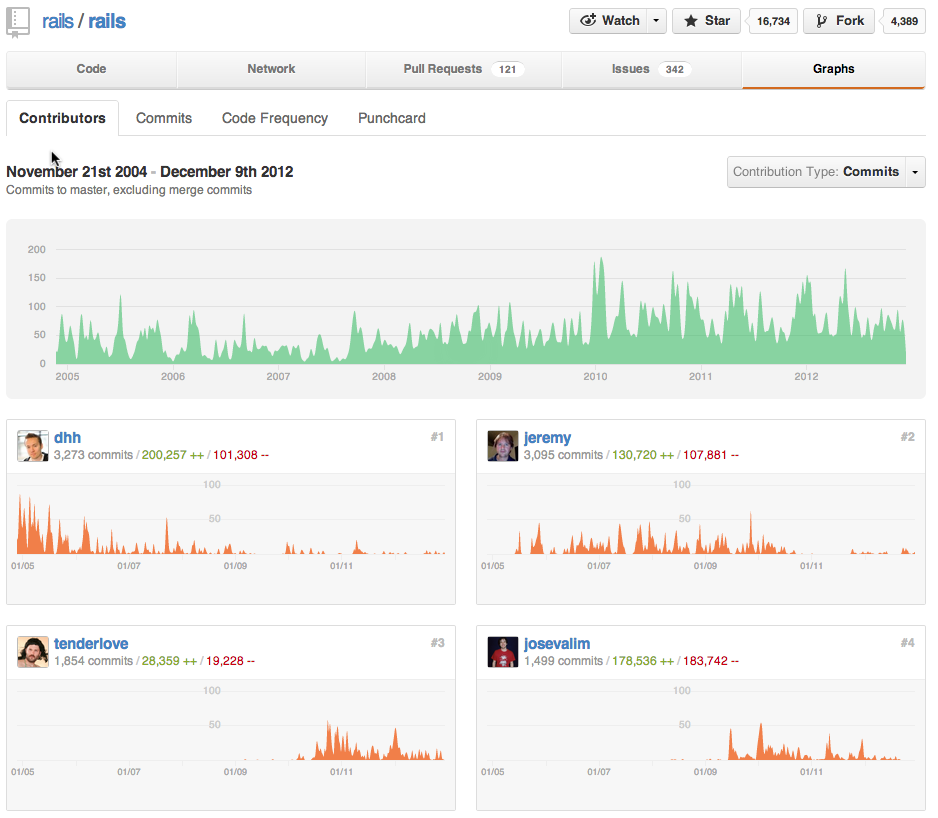 rails / rails
Watch Star 16,734 Fork 4,389
Code Network Pull Requests 121 Issues 342 Graphs
Contributors Commits Code Frequency Punchcard
November 21st 2004 - December 9th 2012
Commits to master, excluding merge commits
Contribution Type: Commits
200
150
100
50
0
2005 2006 2007 2008 2009 2010 2011 2012
dhh #1
3,273 commits / 200,257 ++ / 101,308 --
100
50
01/05 01/07 01/09 01/11
jeremy #2
3,095 commits / 130,720 ++ / 107,881 --
100
50
01/05 01/07 01/09 01/11
tenderlove #3
1,854 commits / 28,359 ++ / 19,228 --
100
50
01/05 01/07 01/09 01/11
josevalim #4
1,499 commits / 178,536 ++ / 183,742 --
100
50
01/05 01/07 01/09 01/11